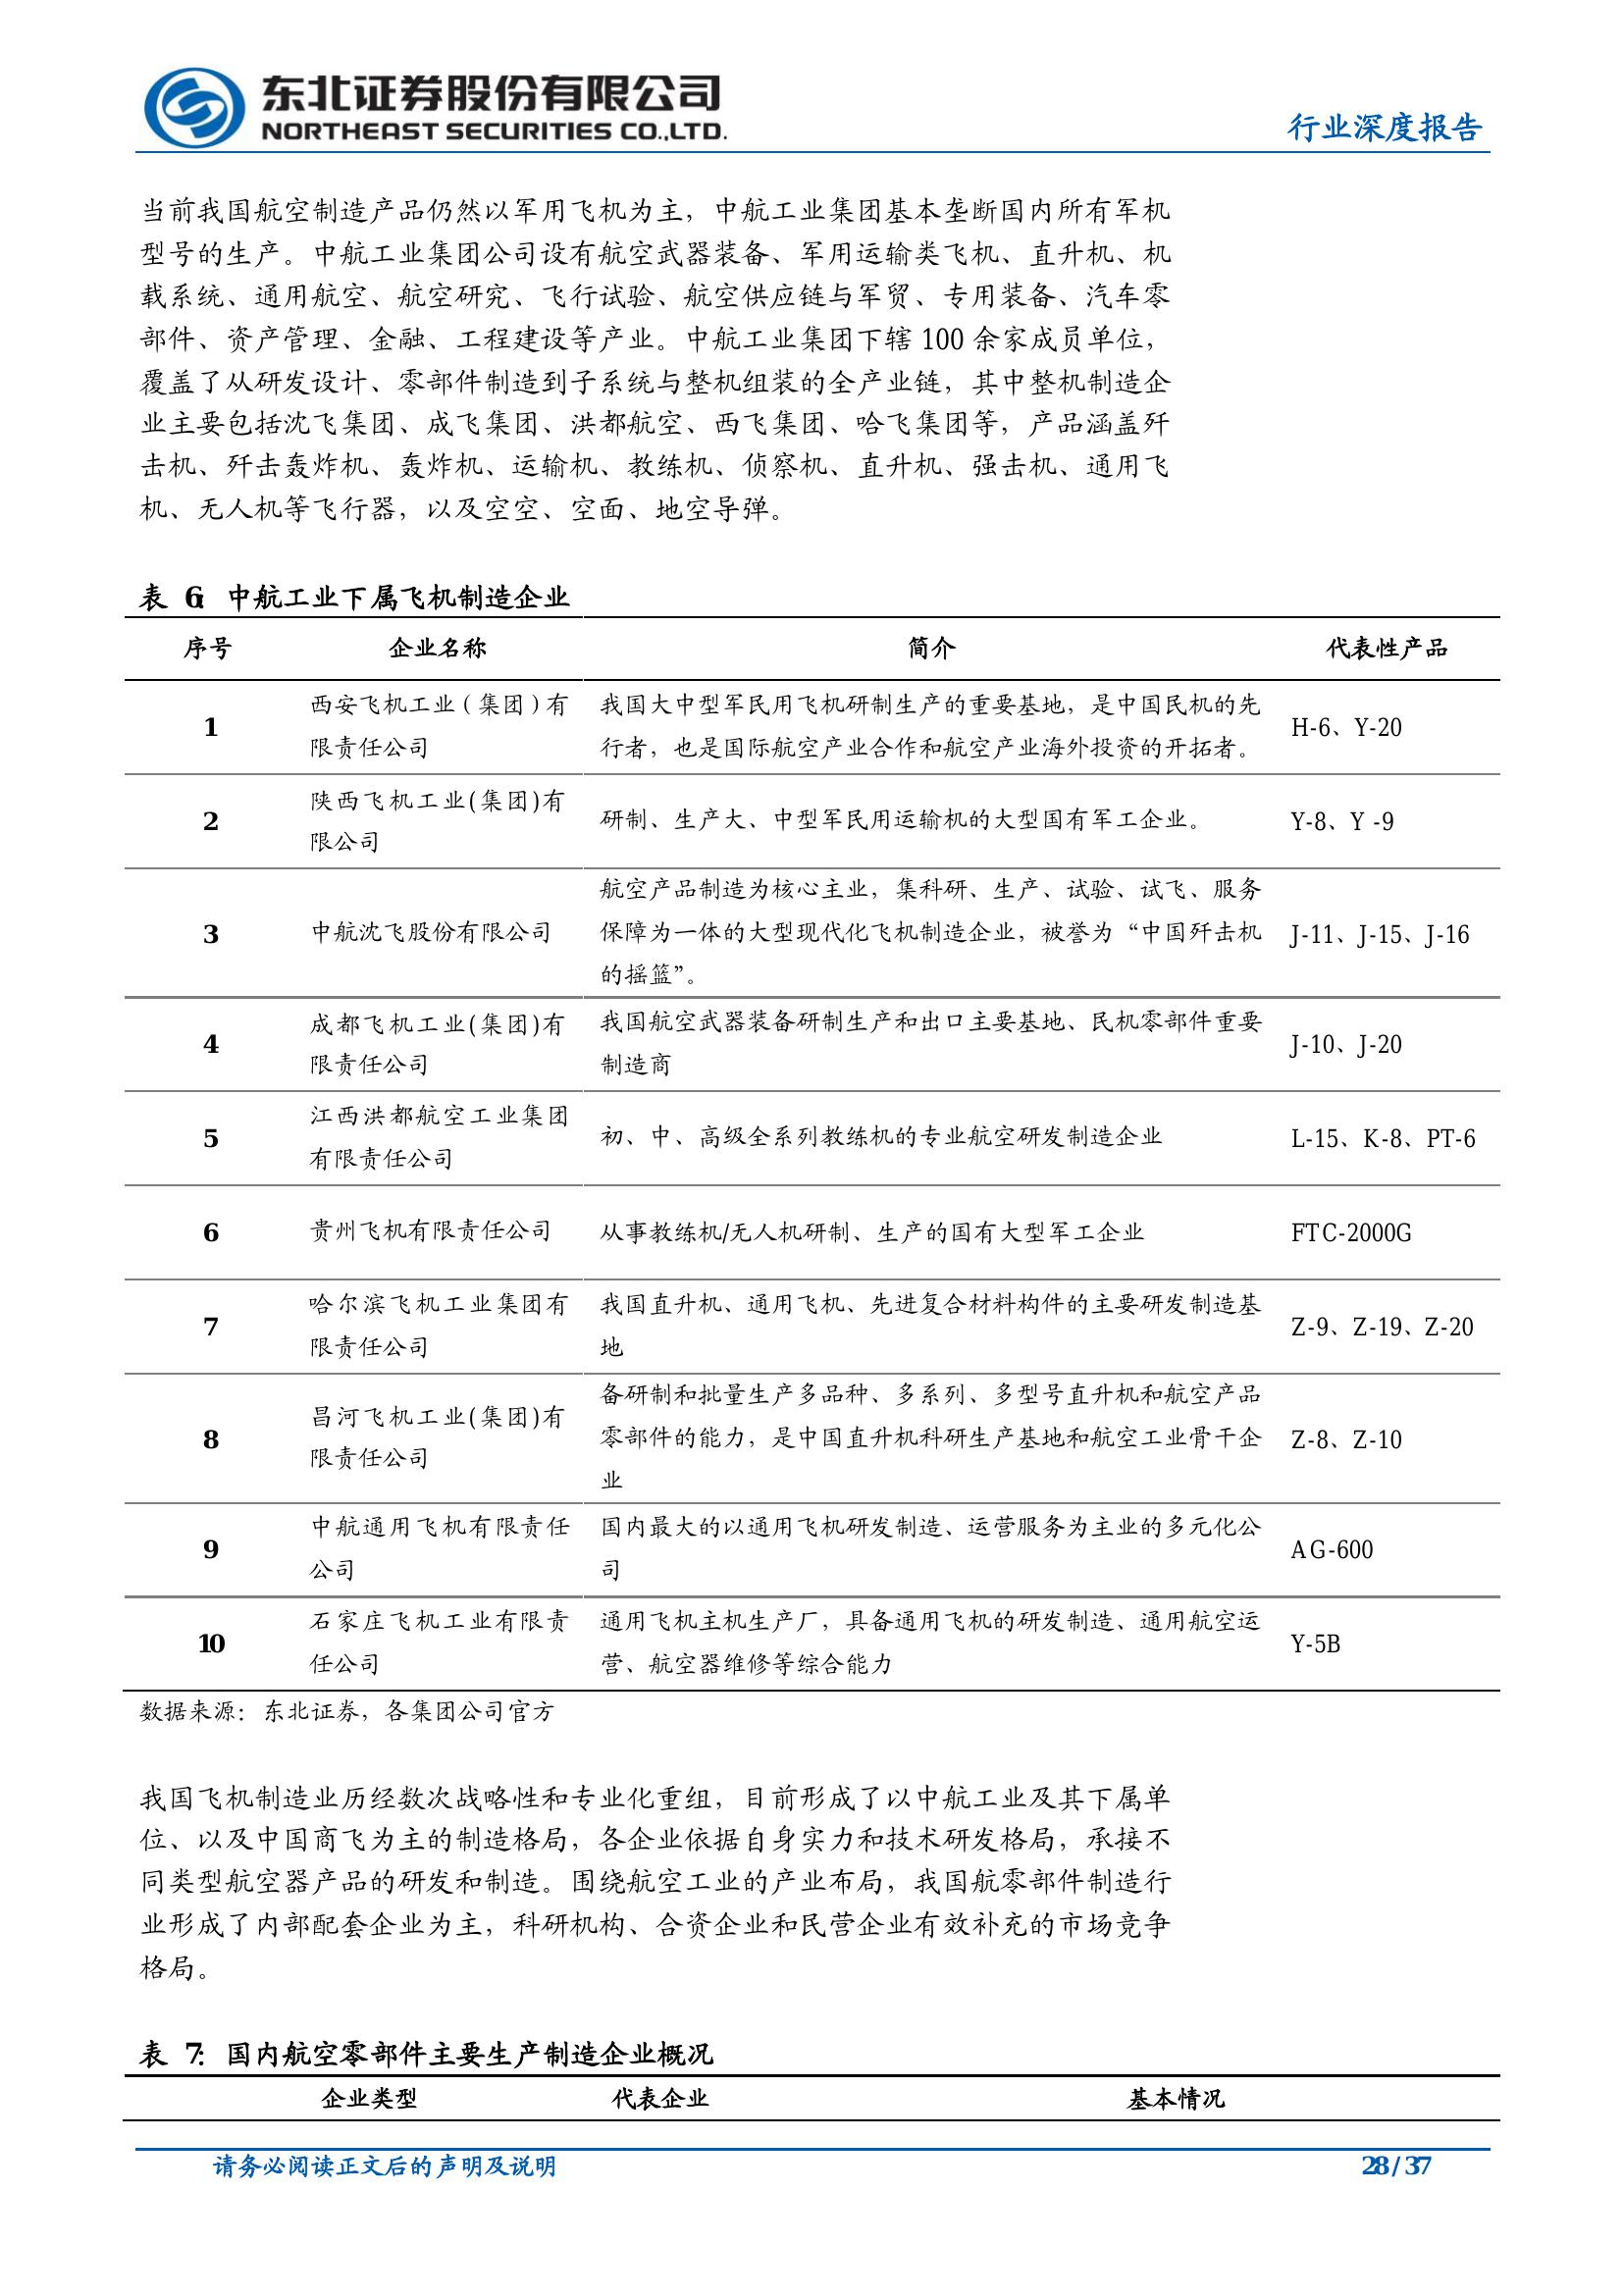 东北证券股份有限公司
NORTHEAST SECURITIES CO.,LTD.
行业深度报告
当前我国航空制造产品仍然以军用飞机为主，中航工业集团基本垄断国内所有军机
型号的生产。中航工业集团公司设有航空武器装备、军用运输类飞机、直升机、机
载系统、通用航空、航空研究、飞行试验、航空供应链与军贸、专用装备、汽车零
部件、资产管理、金融、工程建设等产业。中航工业集团下辖 100 余家成员单位，
覆盖了从研发设计、零部件制造到子系统与整机组装的全产业链，其中整机制造企
业主要包括沈飞集团、成飞集团、洪都航空、西飞集团、哈飞集团等，产品涵盖歼
击机、歼击轰炸机、轰炸机、运输机、教练机、侦察机、直升机、强击机、通用飞
机、无人机等飞行器，以及空空、空面、地空导弹。
表 6: 中航工业下属飞机制造企业
序号 企业名称 简介 代表性产品
1
西安飞机工业（集团）有
限责任公司
我国大中型军民用飞机研制生产的重要基地，是中国民机的先
行者，也是国际航空产业合作和航空产业海外投资的开拓者。
H-6、Y-20
2
陕西飞机工业(集团)有
限公司
研制、生产大、中型军民用运输机的大型国有军工企业。
Y-8、Y -9
3
中航沈飞股份有限公司
航空产品制造为核心主业，集科研、生产、试验、试飞、服务
保障为一体的大型现代化飞机制造企业，被誉为“中国歼击机
的摇篮”。
J-11、J-15、J-16
4
成都飞机工业(集团)有
限责任公司
我国航空武器装备研制生产和出口主要基地、民机零部件重要
制造商
J-10、J-20
5
江西洪都航空工业集团
有限责任公司
初、中、高级全系列教练机的专业航空研发制造企业
L-15、K-8、PT-6
6
贵州飞机有限责任公司
从事教练机/无人机研制、生产的国有大型军工企业
FTC-2000G
7
哈尔滨飞机工业集团有
限责任公司
我国直升机、通用飞机、先进复合材料构件的主要研发制造基
地
Z-9、Z-19、Z-20
8
昌河飞机工业(集团)有
限责任公司
备研制和批量生产多品种、多系列、多型号直升机和航空产品
零部件的能力，是中国直升机科研生产基地和航空工业骨干企
业
Z-8、Z-10
9
中航通用飞机有限责任
公司
国内最大的以通用飞机研发制造、运营服务为主业的多元化公
司
AG-600
10
石家庄飞机工业有限责
任公司
通用飞机主机生产厂，具备通用飞机的研发制造、通用航空运
营、航空器维修等综合能力
Y-5B
数据来源：东北证券，各集团公司官方
我国飞机制造业历经数次战略性和专业化重组，目前形成了以中航工业及其下属单
位、以及中国商飞为主的制造格局，各企业依据自身实力和技术研发格局，承接不
同类型航空器产品的研发和制造。围绕航空工业的产业布局，我国航零部件制造行
业形成了内部配套企业为主，科研机构、合资企业和民营企业有效补充的市场竞争
格局。
表 7: 国内航空零部件主要生产制造企业概况
企业类型 代表企业 基本情况
请务必阅读正文后的声明及说明
28 / 37